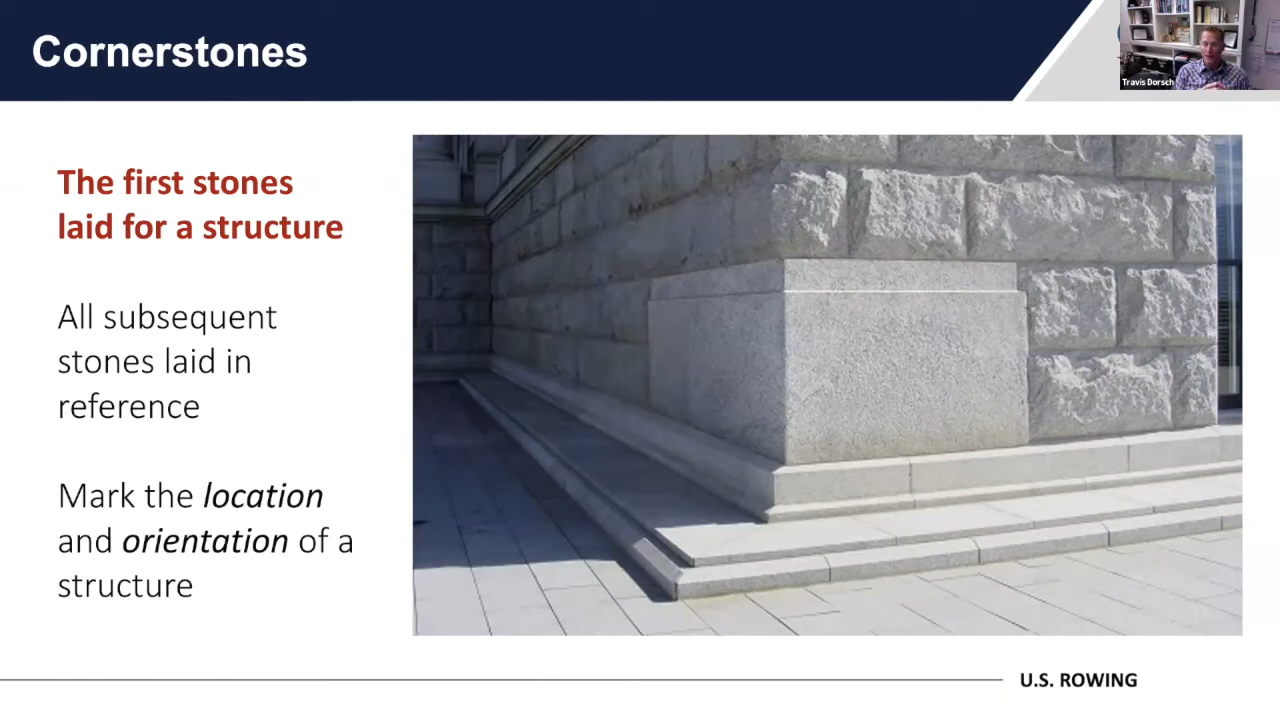 Cornerstones
Travis Dorsch
The first stones
laid for a structure
All subsequent
stones laid in
reference
Mark the location
and orientation of a
structure
U.S. ROWING